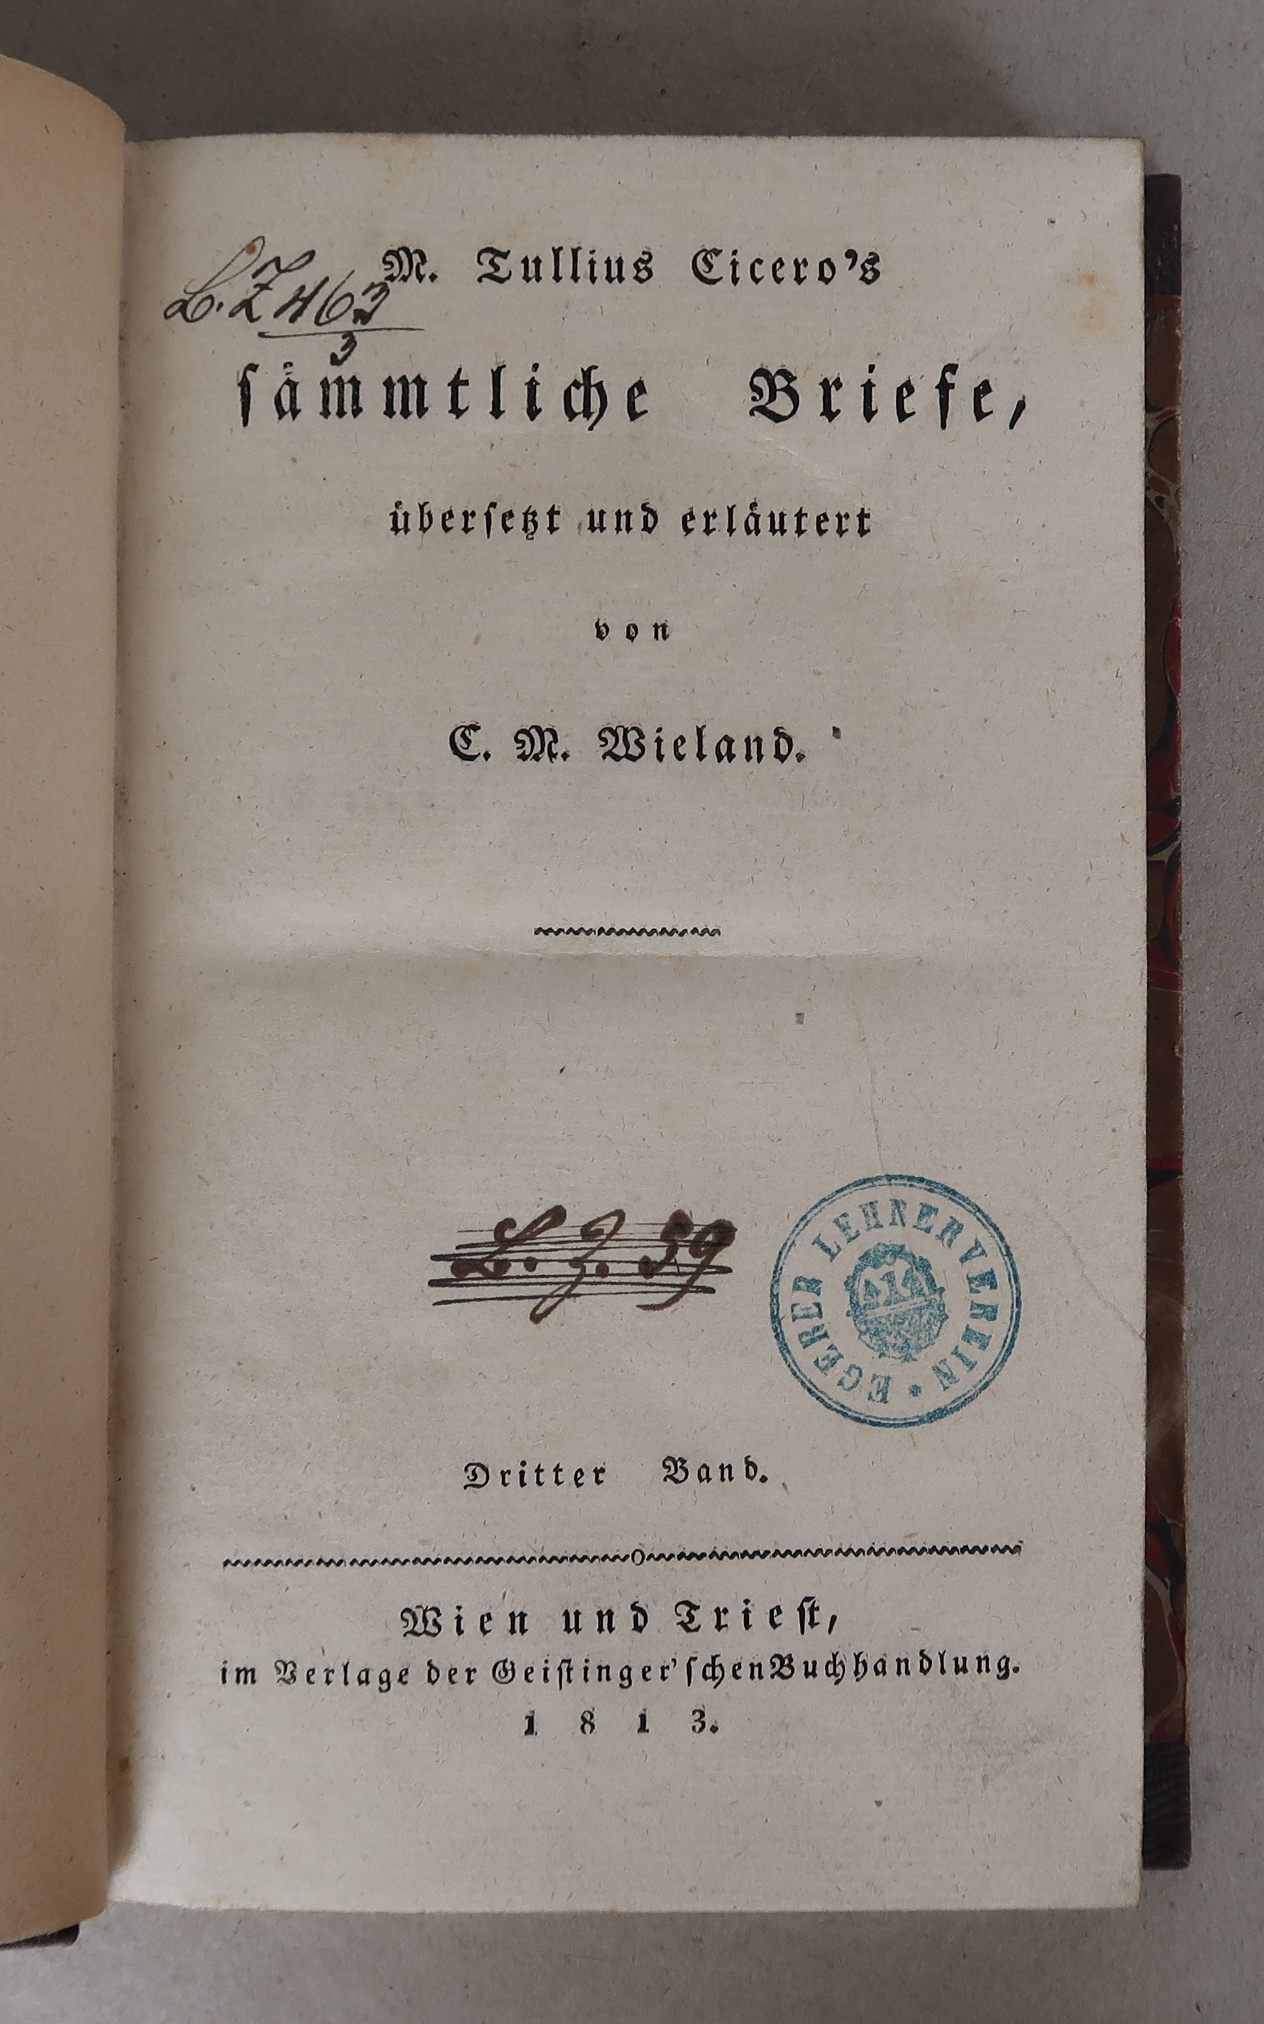 M. Tullius Cicero's
L. Z 463
3
sämmtliche Briefe,
überſetzt und erläutert
von
C. M. Wieland.
L. Z. 59
EGERER LEHRERVEREIN
414
Dritter Band.
Wien und Trieſt,
im Verlage der Geiſtinger'ſchen Buchhandlung.
1813.